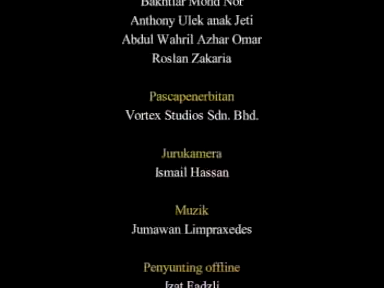 Bakhtiar Mohd Nor
Anthony Ulek anak Jeti
Abdul Wahril Azhar Omar
Roslan Zakaria
Pascapenerbitan
Vortex Studios Sdn. Bhd.
Jurukamera
Ismail Hassan
Muzik
Jumawan Limpraxedes
Penyunting offline
Izat Fadzli